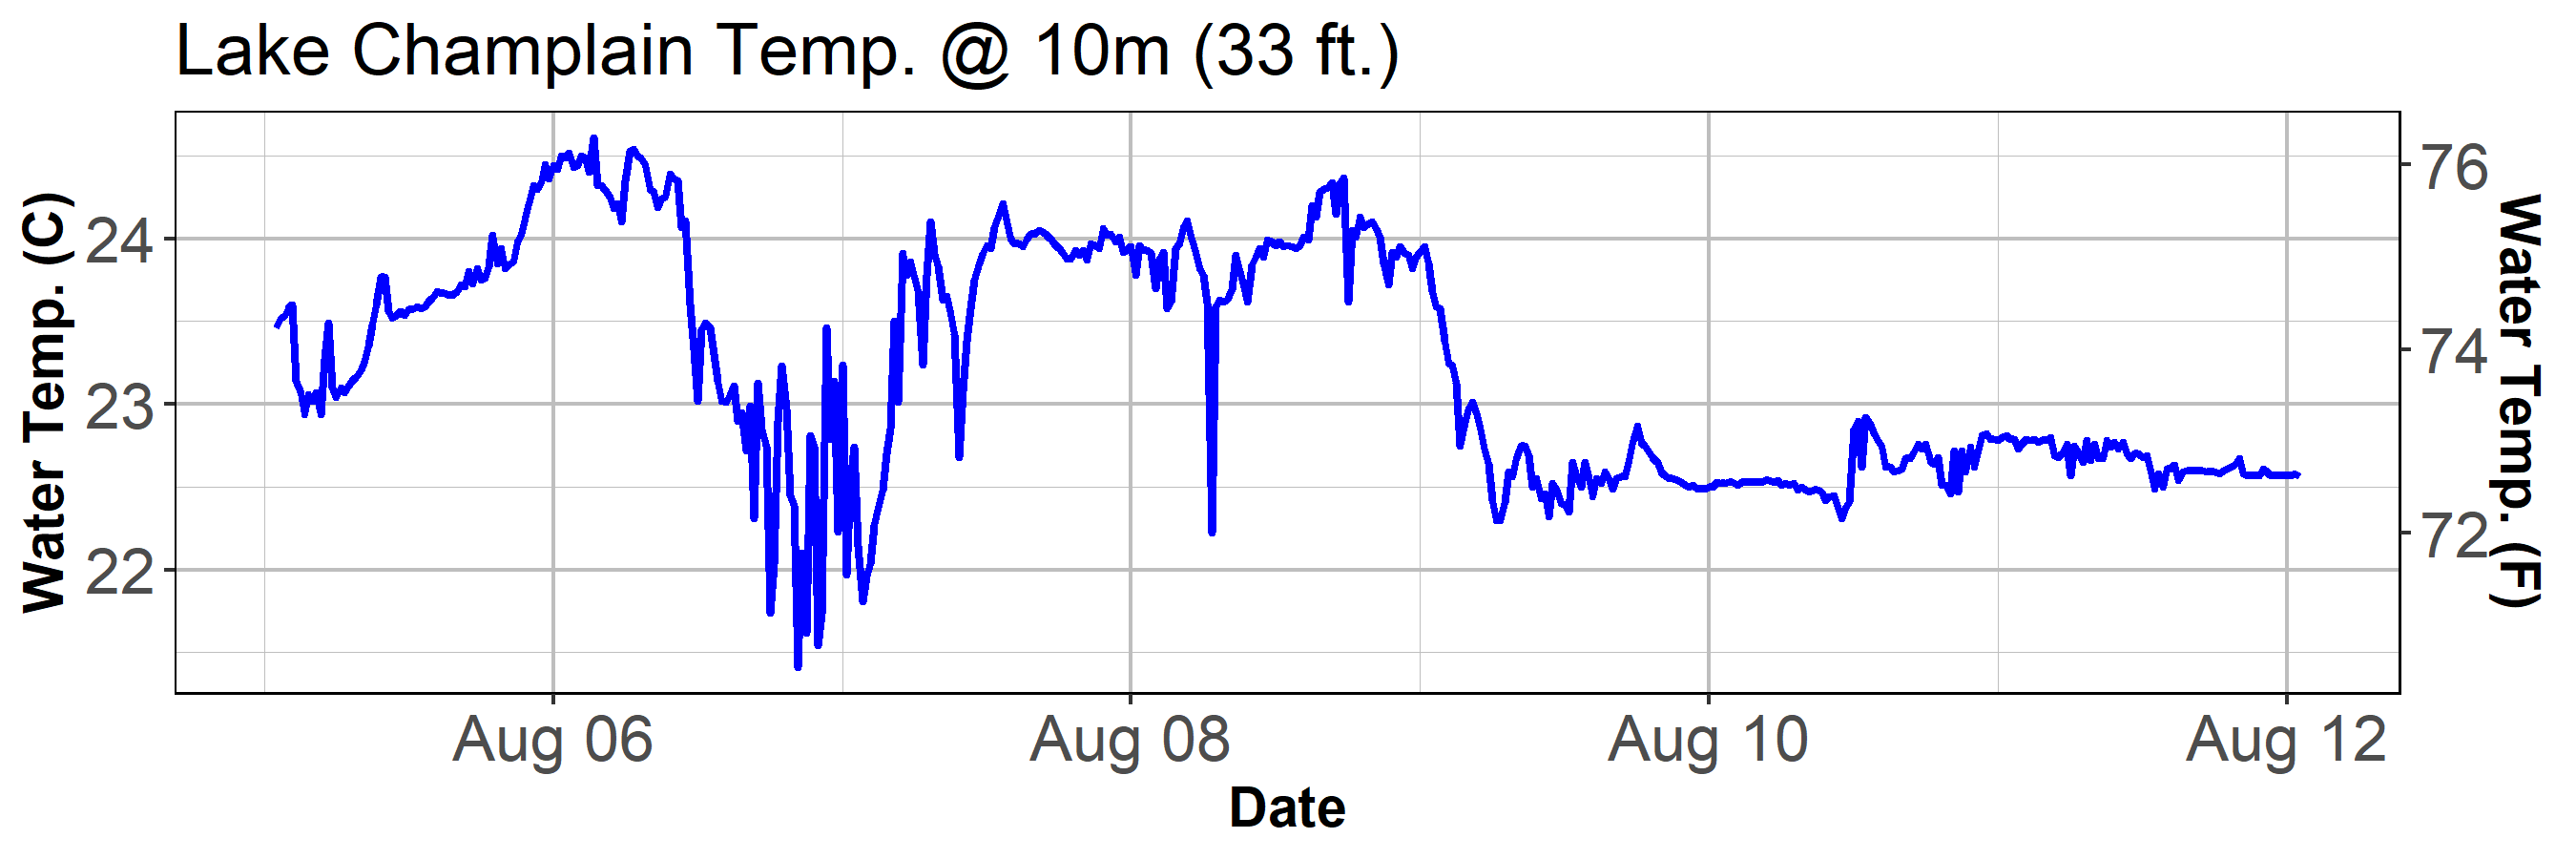 Lake Champlain Temp. @ 10m (33 ft.)
Water Temp. (C)
24
23
22
76
74
72
Water Temp. (F)
Aug 06
Aug 08
Aug 10
Aug 12
Date